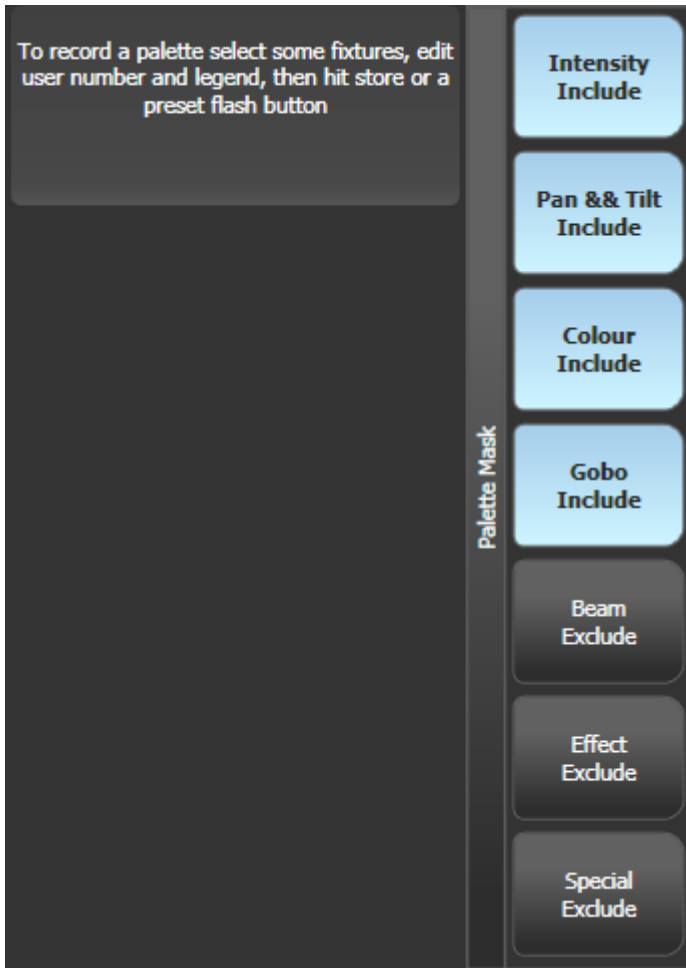 To record a palette select some fixtures, edit
user number and legend, then hit store or a
preset flash button
Palette Mask
Intensity
Include
Pan && Tilt
Include
Colour
Include
Gobo
Include
Beam
Exclude
Effect
Exclude
Special
Exclude